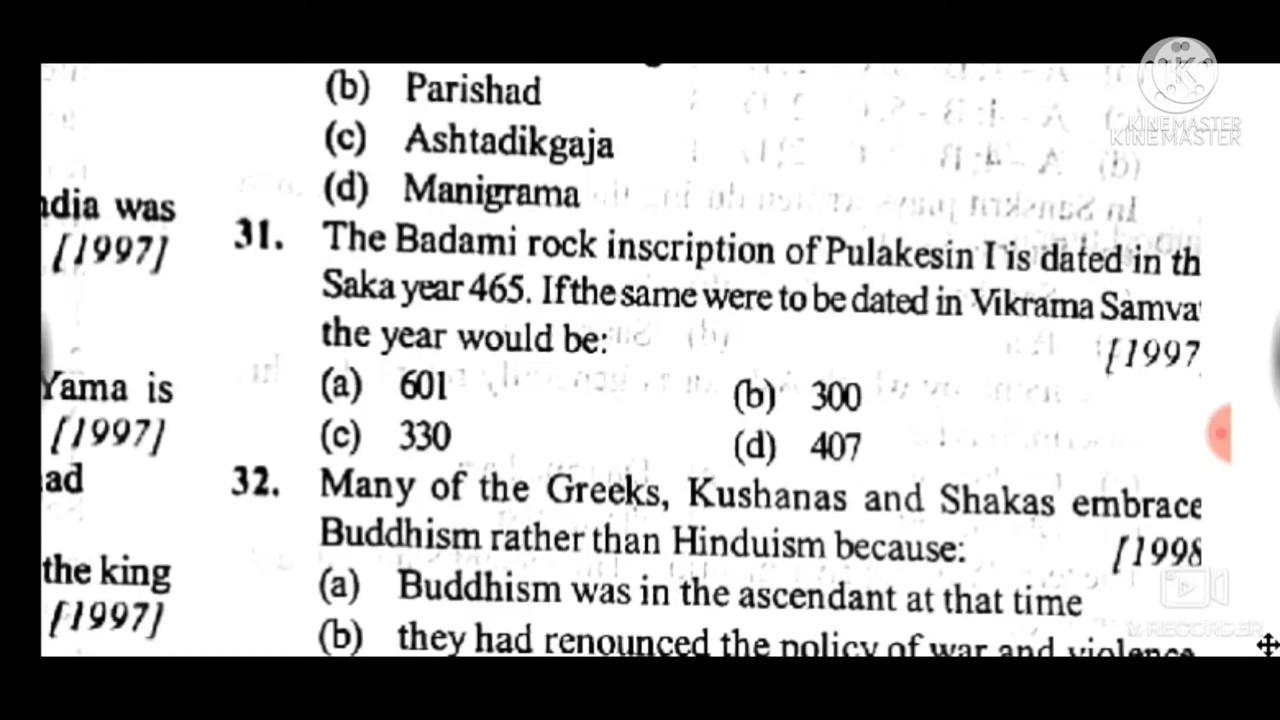 (b) Parishad
(c) Ashtadikgaja
(d) Manigrama
ndia was
[1997]
Yama is
[1997]
ad
the king
[1997]
31. The Badami rock inscription of Pulakesin I is dated in th
Saka year 465. If the same were to be dated in Vikrama Samva
the year would be: [1997
(a) 601 (b) 300
(c) 330 (d) 407
32. Many of the Greeks, Kushanas and Shakas embrace
Buddhism rather than Hinduism because: [1998
(a) Buddhism was in the ascendant at that time
(b) they had renounced the policy of war and violence
KINEMASTER
KINEMASTER